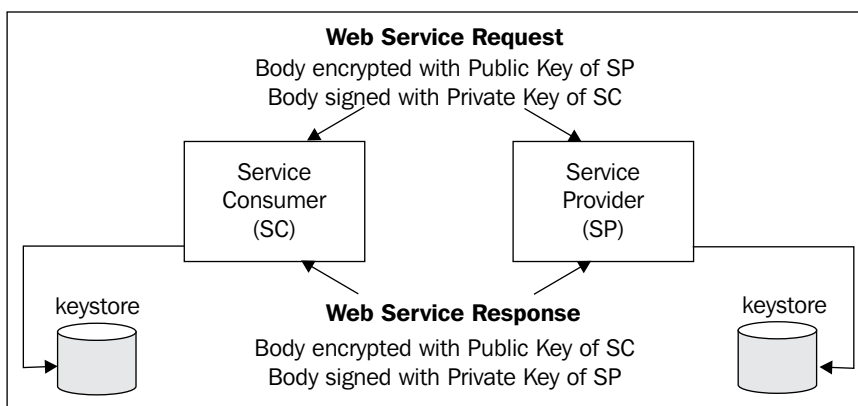 Web Service Request
Body encrypted with Public Key of SP
Body signed with Private Key of SC
Service
Consumer
(SC)
Service
Provider
(SP)
keystore
Web Service Response
Body encrypted with Public Key of SC
Body signed with Private Key of SP
keystore